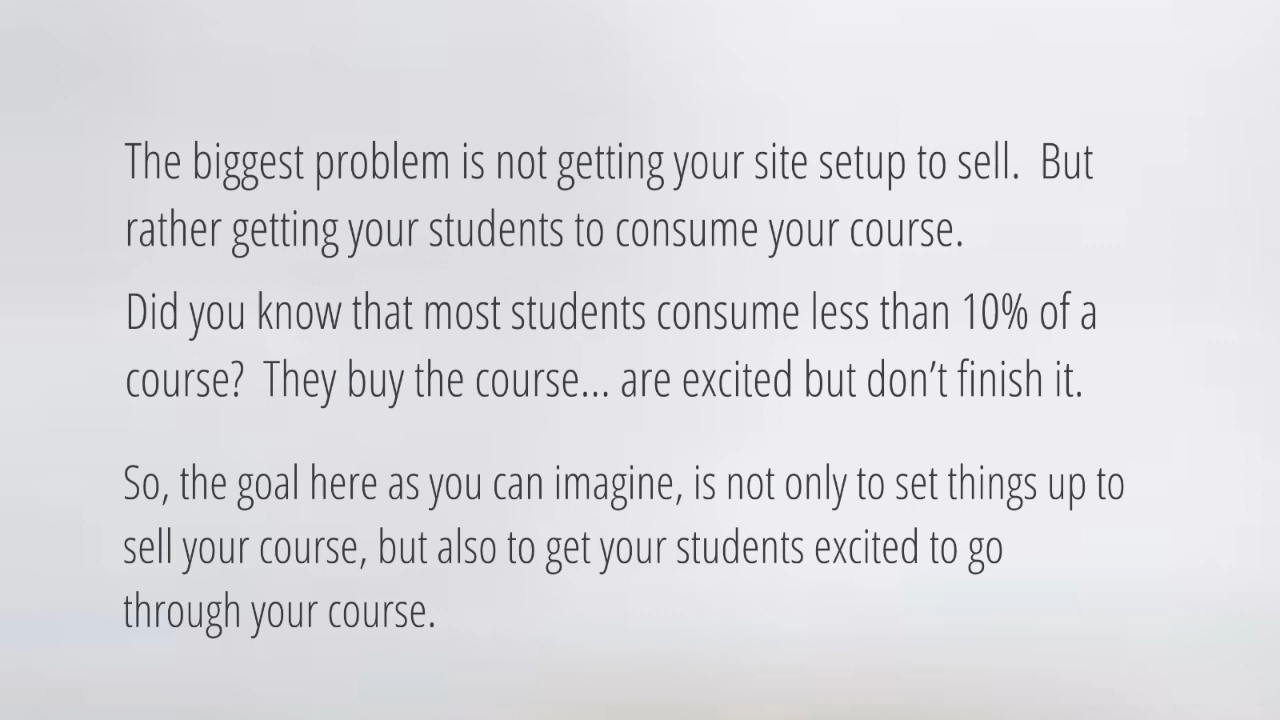 The biggest problem is not getting your site setup to sell.  But
rather getting your students to consume your course.
Did you know that most students consume less than 10% of a
course?  They buy the course... are excited but don’t finish it.
So, the goal here as you can imagine, is not only to set things up to
sell your course, but also to get your students excited to go
through your course.